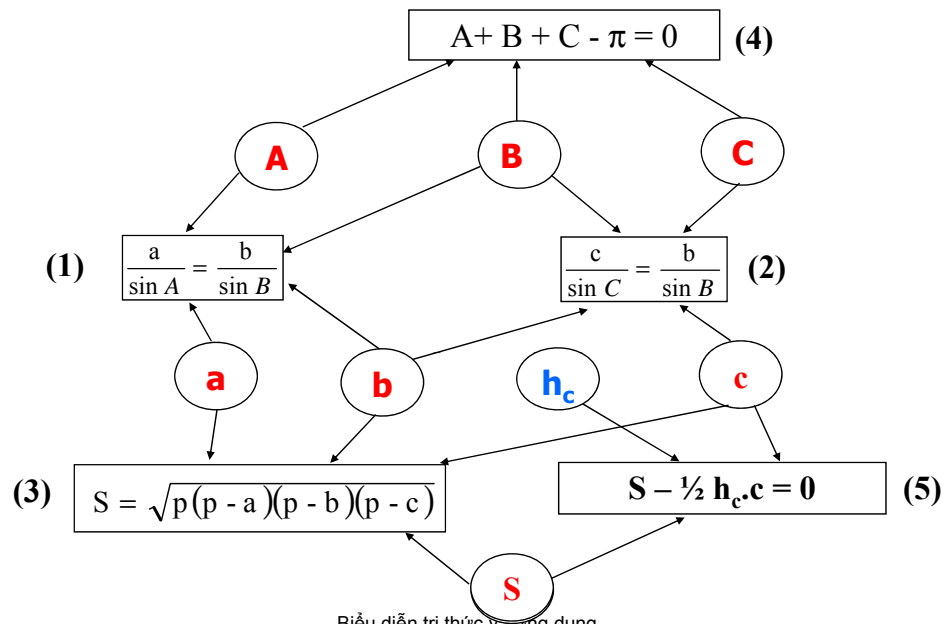 A+ B + C - π = 0 (4)
A B C
(1) a/sin A = b/sin B
c/sin C = b/sin B (2)
a b h_c c
(3) S = √p(p - a)(p - b)(p - c)
S – ½ h_c.c = 0 (5)
S
Biểu diễn tri thức dụng